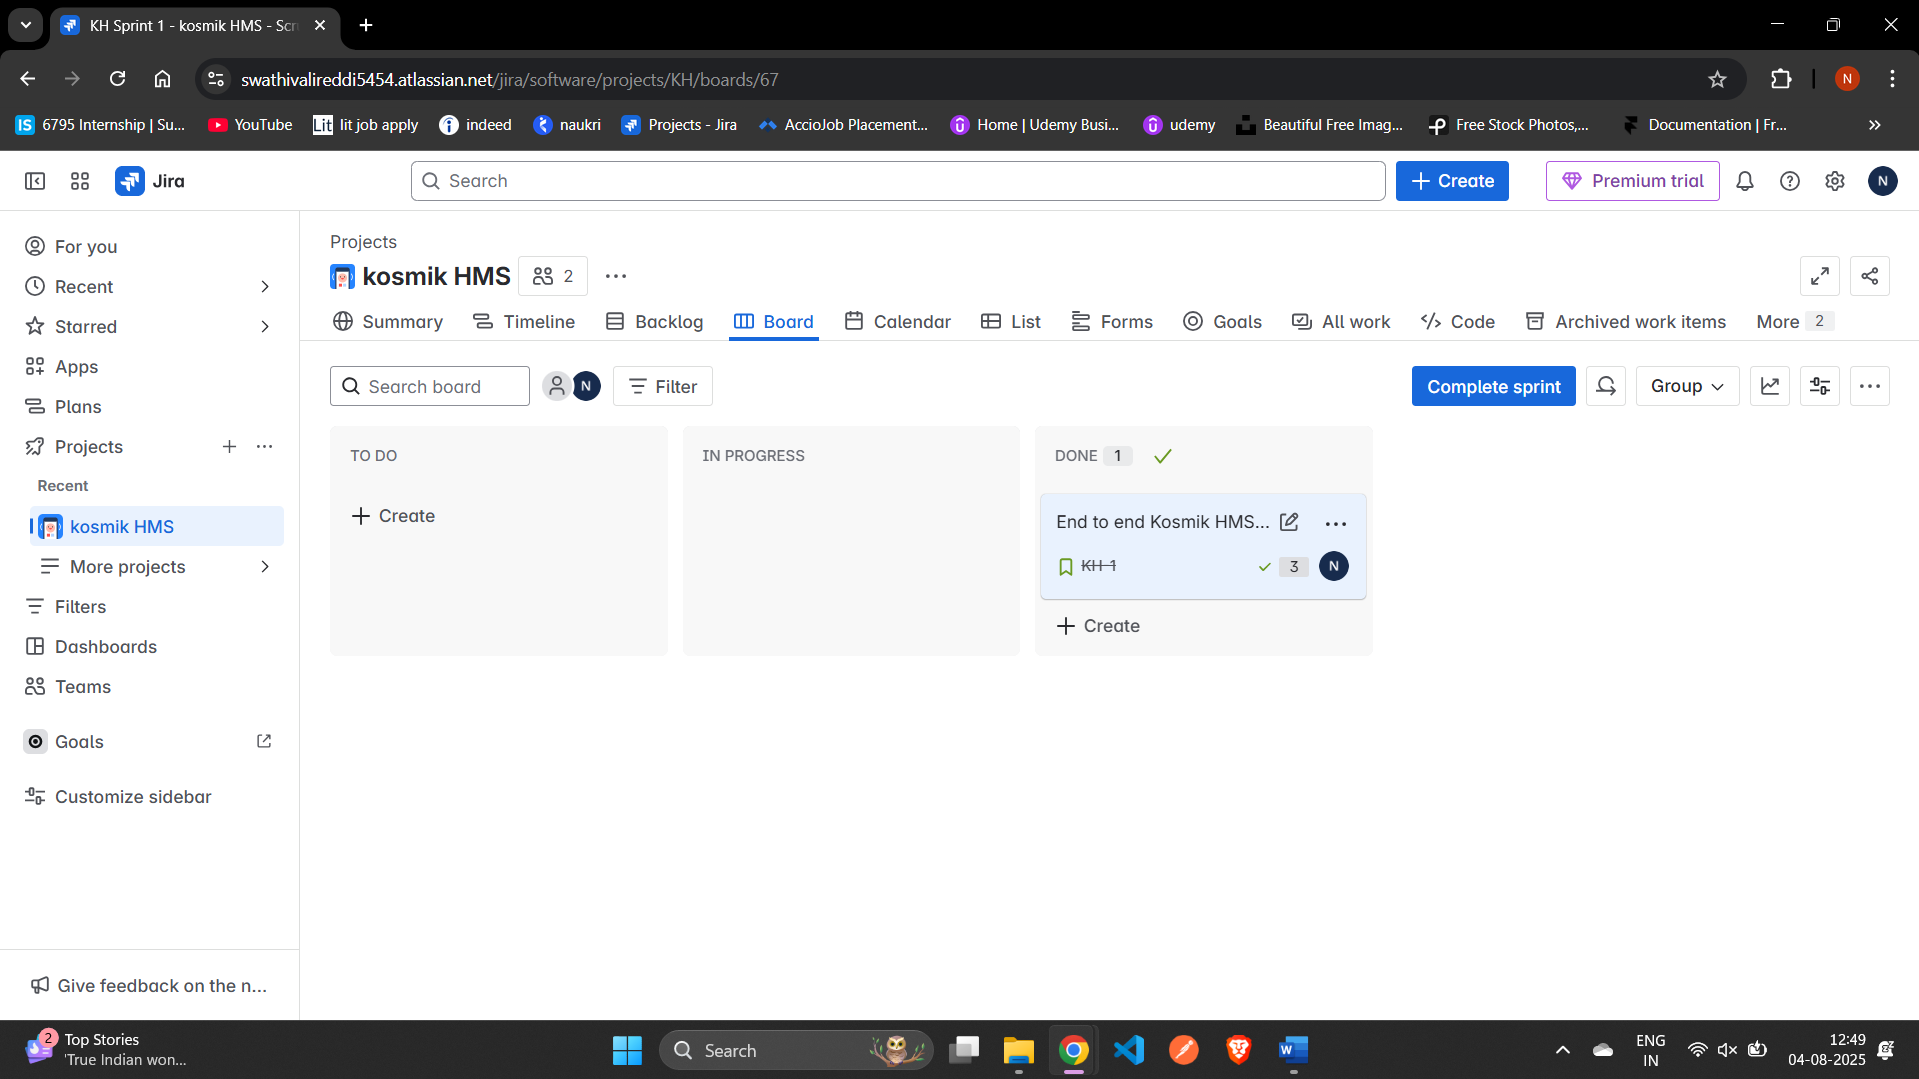 KH Sprint 1 - kosmik HMS - Scr
swathivalireddi5454.atlassian.net/jira/software/projects/KH/boards/67
N
IS 6795 Internship | Su...
YouTube
Lit lit job apply
indeed
naukri
Projects - Jira
AccioJob Placement...
Home | Udemy Busi...
udemy
Beautiful Free Imag...
Free Stock Photos,...
Documentation | Fr...
Jira
Search
Create
Premium trial
N
For you
Recent
Starred
Apps
Plans
Projects
Recent
kosmik HMS
More projects
Filters
Dashboards
Teams
Goals
Customize sidebar
Give feedback on the n...
Projects
kosmik HMS 2
Summary Timeline Backlog Board Calendar List Forms Goals All work Code Archived work items More 2
Search board
N
Filter
Complete sprint
Group
TO DO
Create
IN PROGRESS
DONE 1
End to end Kosmik HMS...
KH-1
3 N
Create
2
Top Stories
'True Indian won...
Search
W
ENG
IN
12:49
04-08-2025